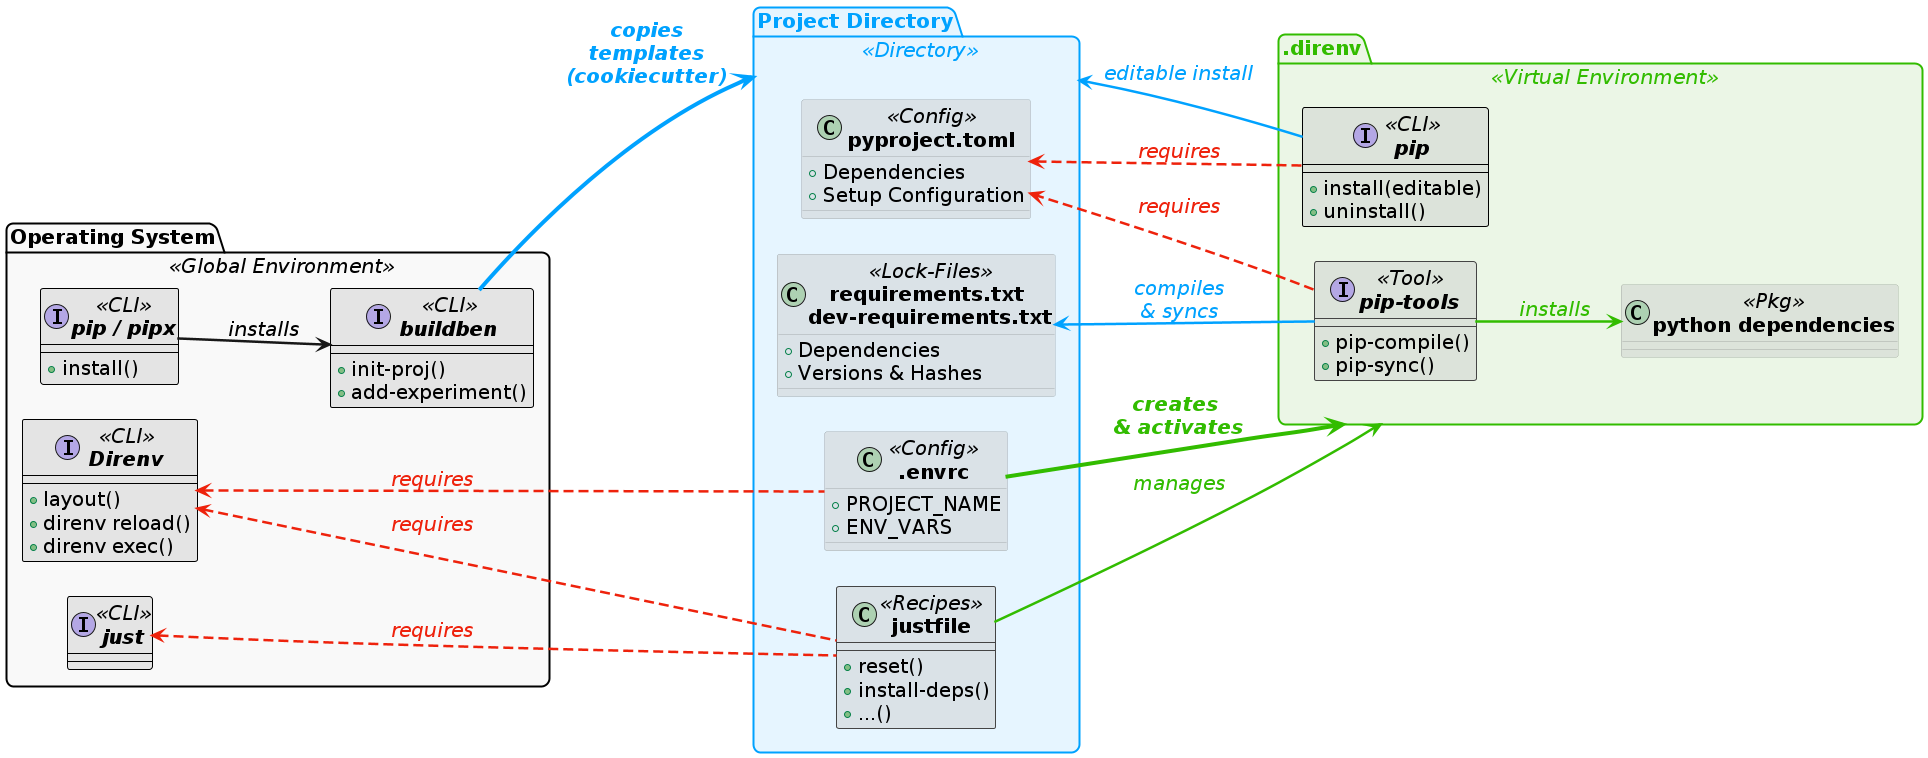 Operating System
«Global Environment»
I
«CLI»
pip / pipx
install()
installs
I
«CLI»
buildben
init-proj()
add-experiment()
I
«CLI»
Direnv
layout()
direnv reload()
direnv exec()
I
«CLI»
just
copies
templates
(cookiecutter)
requires
requires
requires
Project Directory
«Directory»
C
«Config»
pyproject.toml
Dependencies
Setup Configuration
C
«Lock-Files»
requirements.txt
dev-requirements.txt
Dependencies
Versions & Hashes
C
«Config»
.envrc
PROJECT_NAME
ENV_VARS
C
«Recipes»
justfile
reset()
install-deps()
...()
editable install
requires
requires
compiles
& syncs
creates
& activates
manages
.direnv
«Virtual Environment»
I
«CLI»
pip
install(editable)
uninstall()
I
«Tool»
pip-tools
pip-compile()
pip-sync()
installs
C
«Pkg»
python dependencies